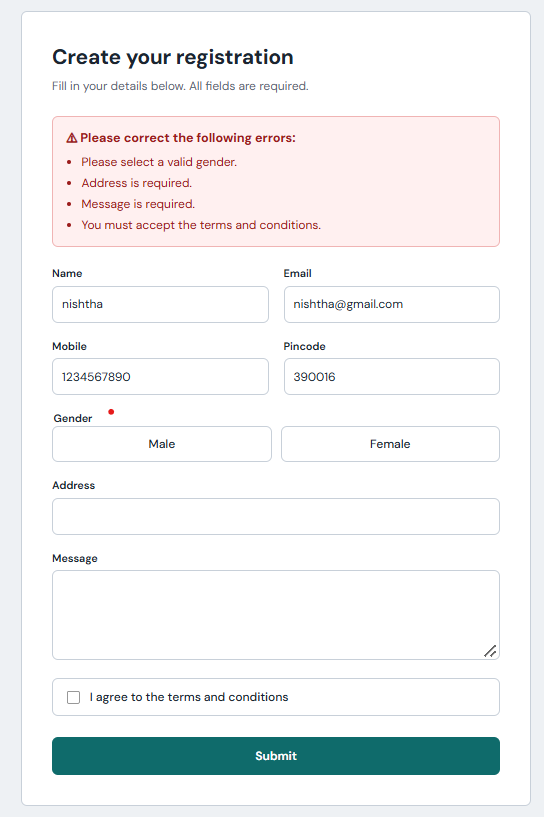 Create your registration
Fill in your details below. All fields are required.
⚠ Please correct the following errors:
• Please select a valid gender.
• Address is required.
• Message is required.
• You must accept the terms and conditions.
Name Email
nishtha nishtha@gmail.com
Mobile Pincode
1234567890 390016
Gender
Male Female
Address
Message
I agree to the terms and conditions
Submit